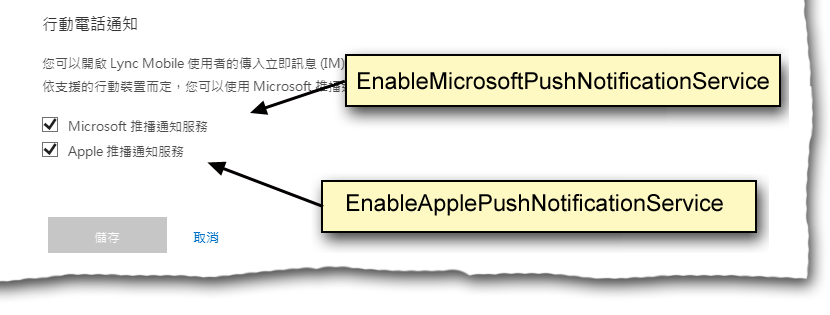 行動電話通知
您可以開啟 Lync Mobile 使用者的傳入立即訊息 (IM)
依支援的行動裝置而定，您可以使用 Microsoft 推播
EnableMicrosoftPushNotificationService
Microsoft 推播通知服務
Apple 推播通知服務
EnableApplePushNotificationService
儲存
取消